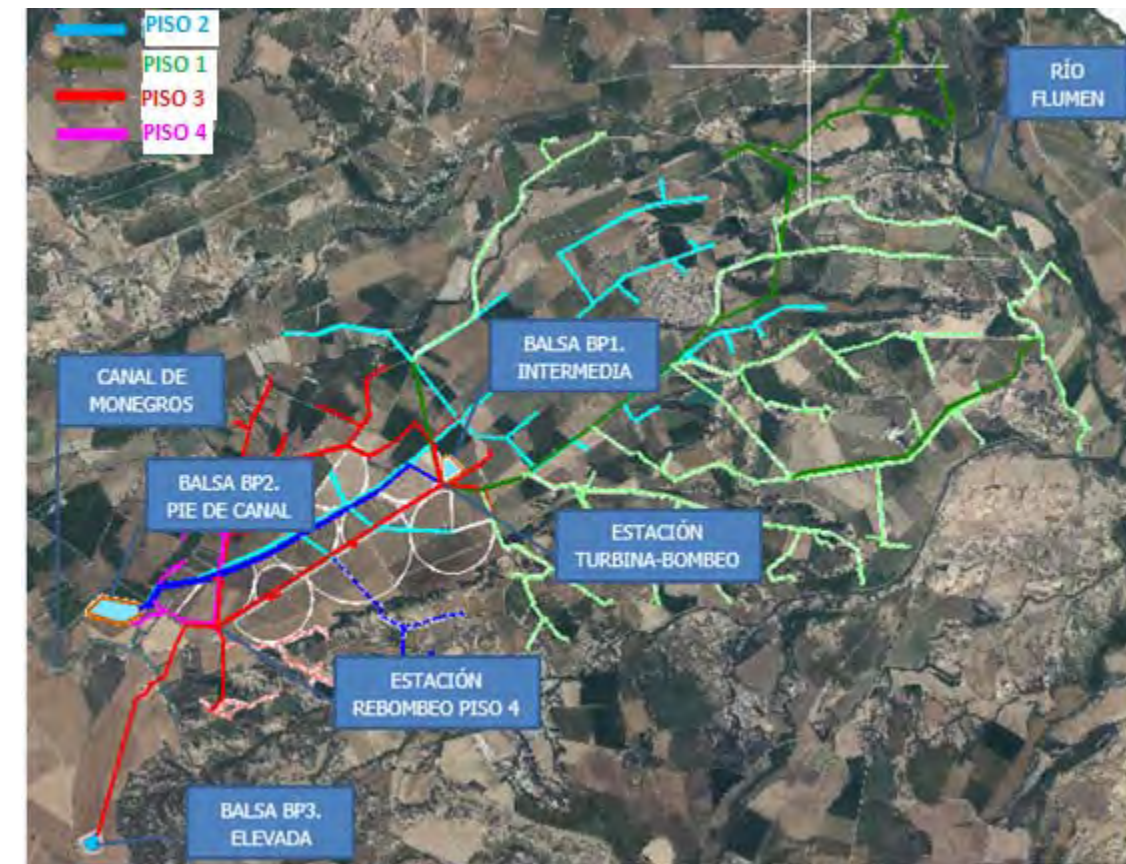 PISO 2
PISO 1
PISO 3
PISO 4
RÍO
FLUMEN
BALSA BP1.
INTERMEDIA
CANAL DE
MONEGROS
BALSA BP2.
PIE DE CANAL
ESTACIÓN
TURBINA-BOMBEO
ESTACIÓN
REBOMBEO PISO 4
BALSA BP3.
ELEVADA